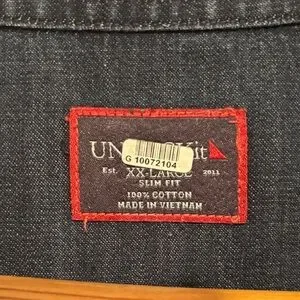 UN Kit
G 10072104
Est. XX-LARGE 2011
SLIM FIT
100% COTTON
MADE IN VIETNAM